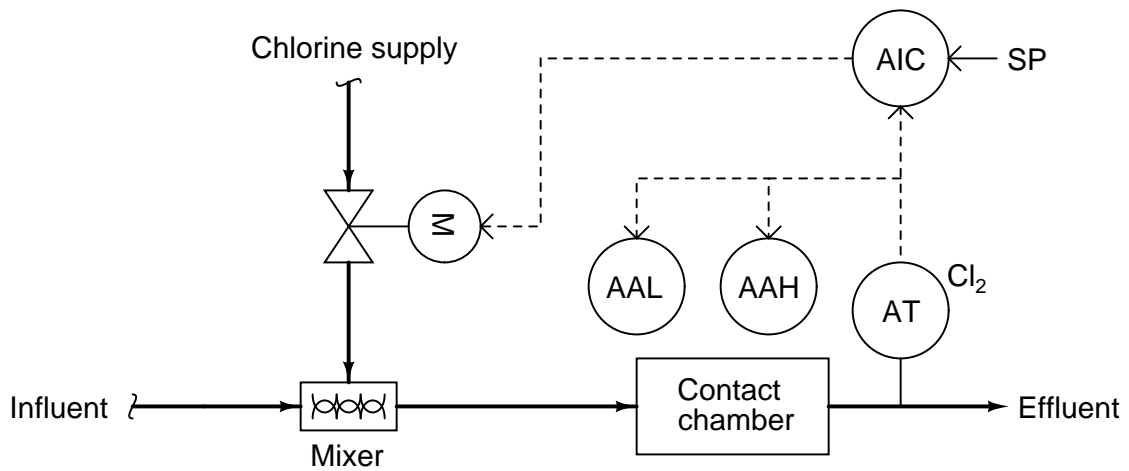 Chlorine supply
AIC
SP
M
AAL
AAH
AT
Cl₂
Influent
Mixer
Contact
chamber
Effluent